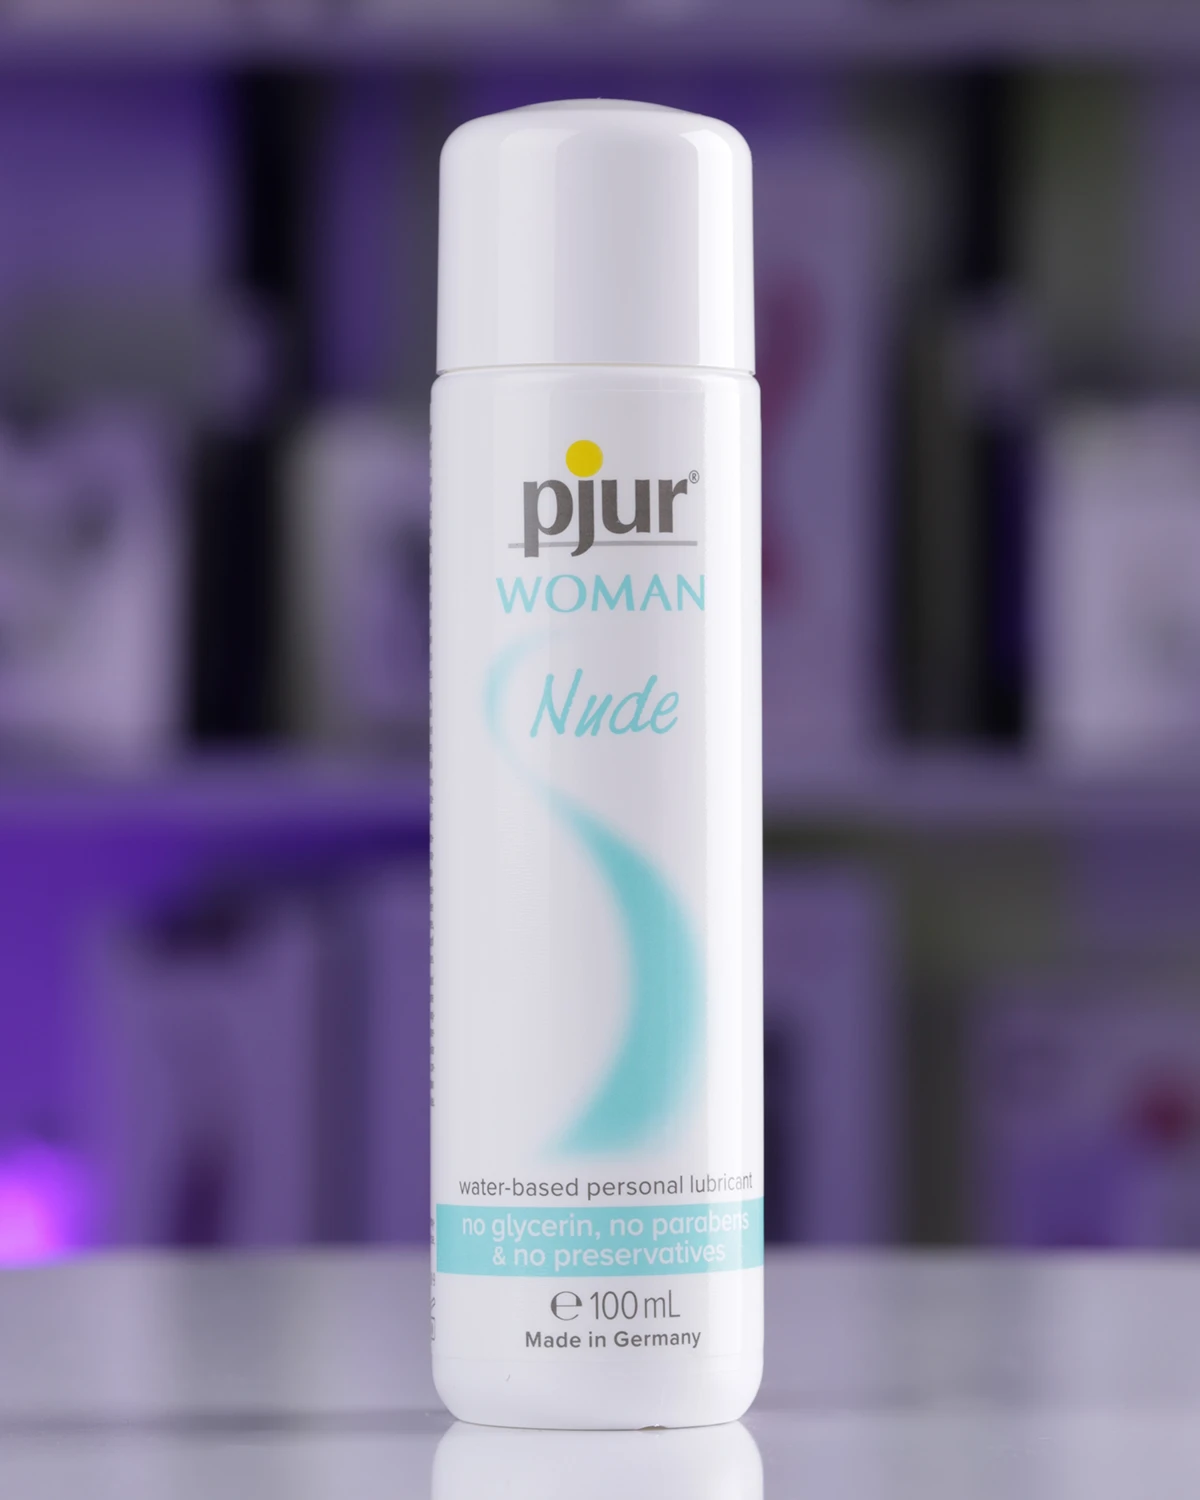 pjur®
WOMAN
Nude
water-based personal lubricant
no glycerin, no parabens
& no preservatives
℮ 100 mL
Made in Germany